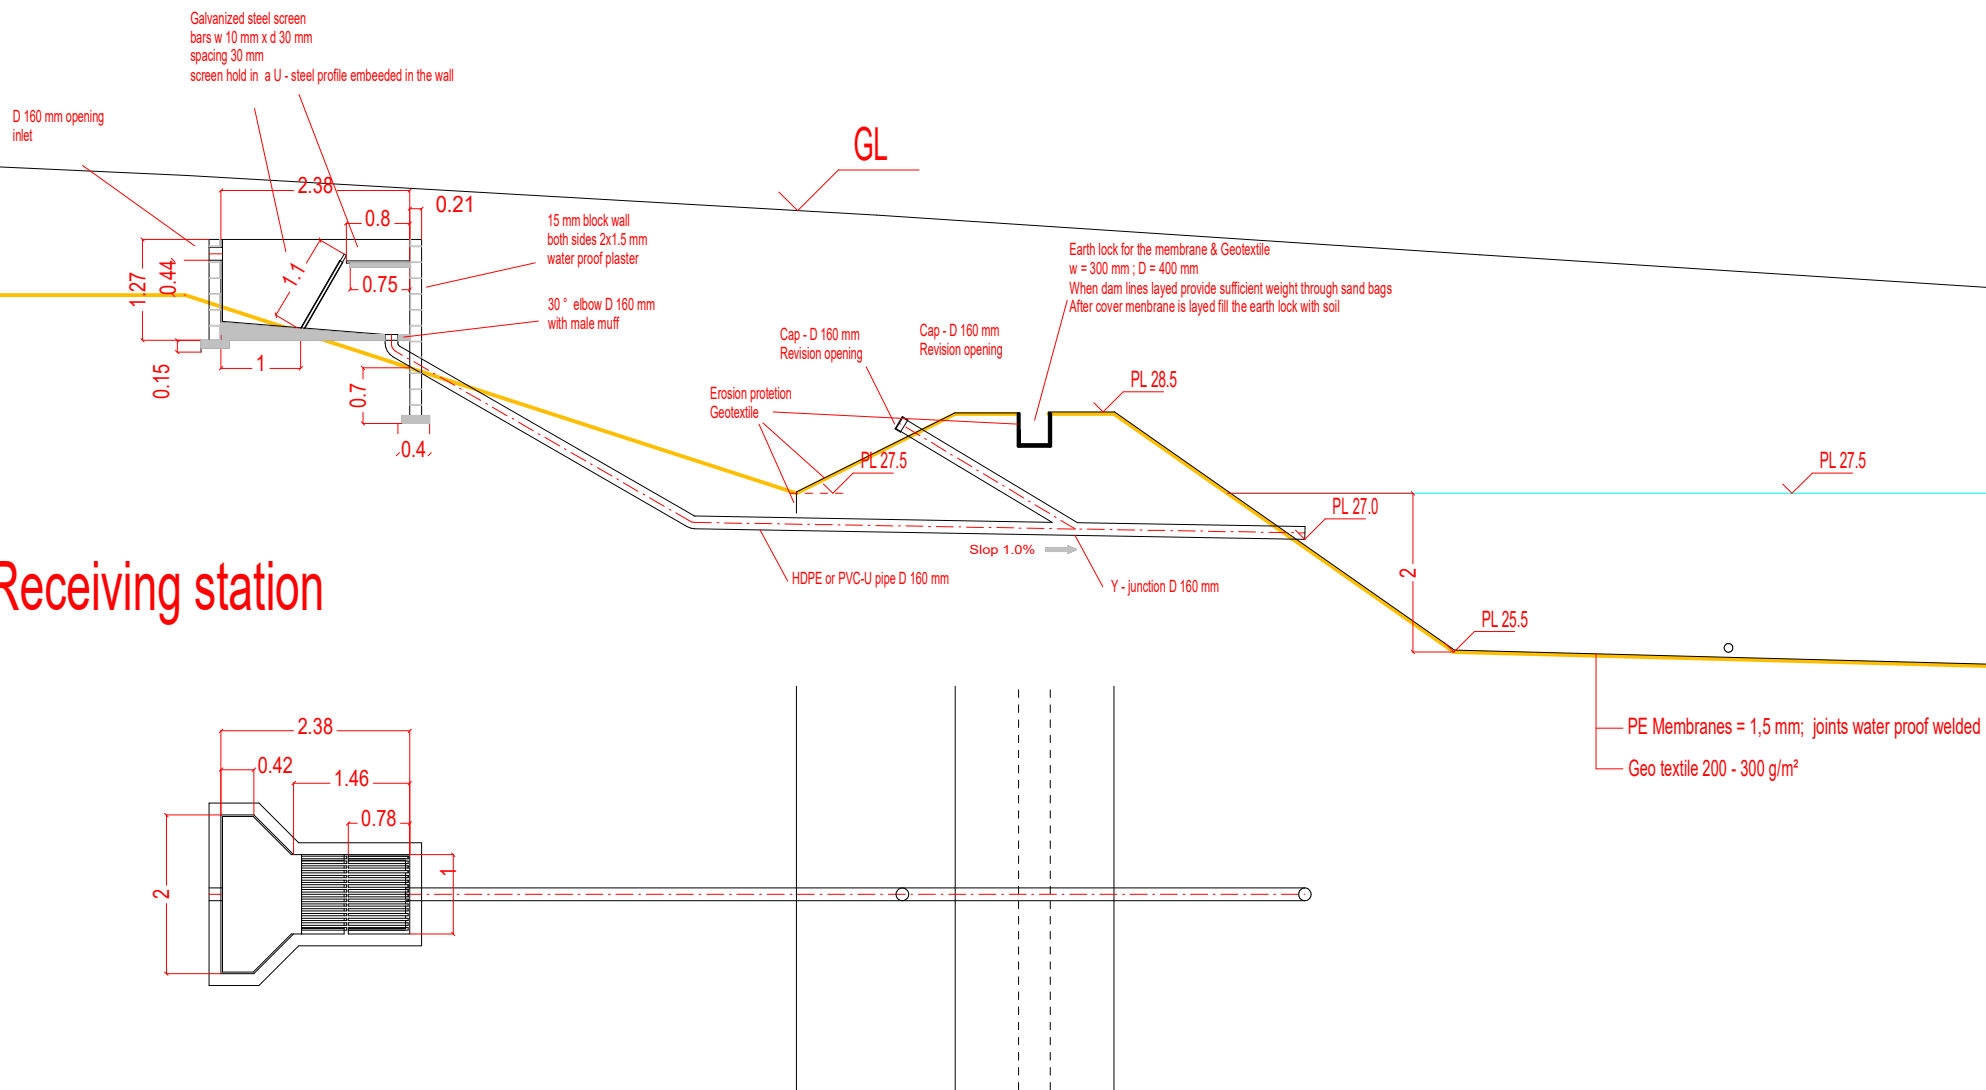 Galvanized steel screen
bars w 10 mm x d 30 mm
spacing 30 mm
screen hold in a U - steel profile embeeded in the wall
D 160 mm opening
inlet
GL
2.38
0.21
0.8
15 mm block wall
both sides 2x1.5 mm
water proof plaster
1.27
0.44
1.1
0.75
Earth lock for the membrane & Geotextile
w = 300 mm ; D = 400 mm
When dam lines layed provide sufficient weight through sand bags
After cover menbrane is layed fill the earth lock with soil
30 ° elbow D 160 mm
with male muff
Cap - D 160 mm
Revision opening
Cap - D 160 mm
Revision opening
0.15
1
0.7
0.4
Erosion protetion
Geotextile
PL 28.5
PL 27.5
PL 27.5
PL 27.0
Slop 1.0%
HDPE or PVC-U pipe D 160 mm
Y - junction D 160 mm
2
PL 25.5
Receiving station
PE Membranes = 1,5 mm; joints water proof welded
Geo textile 200 - 300 g/m²
2.38
0.42
1.46
0.78
2
1